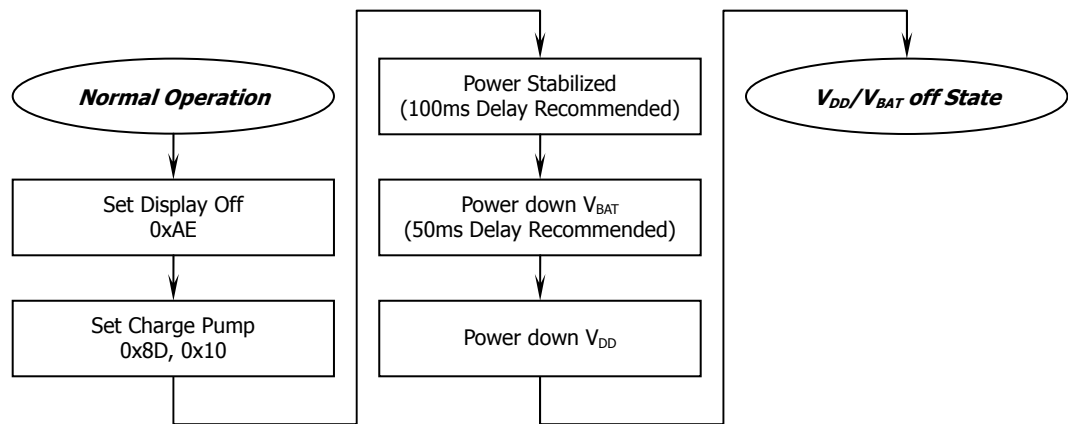 Normal Operation
Set Display Off
0xAE
Set Charge Pump
0x8D, 0x10
Power Stabilized
(100ms Delay Recommended)
Power down VBAT
(50ms Delay Recommended)
Power down VDD
VDD/VBAT off State